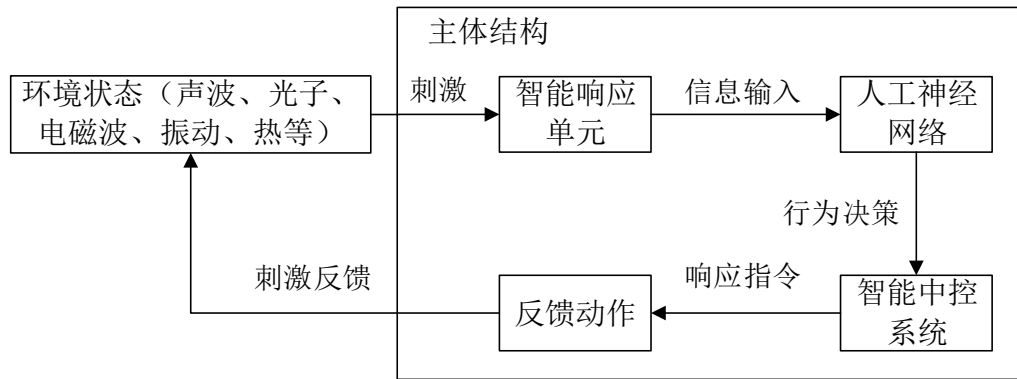 主体结构
环境状态（声波、光子、
电磁波、振动、热等）
刺激
智能响应
单元
信息输入
人工神经
网络
行为决策
智能中控
系统
响应指令
反馈动作
刺激反馈